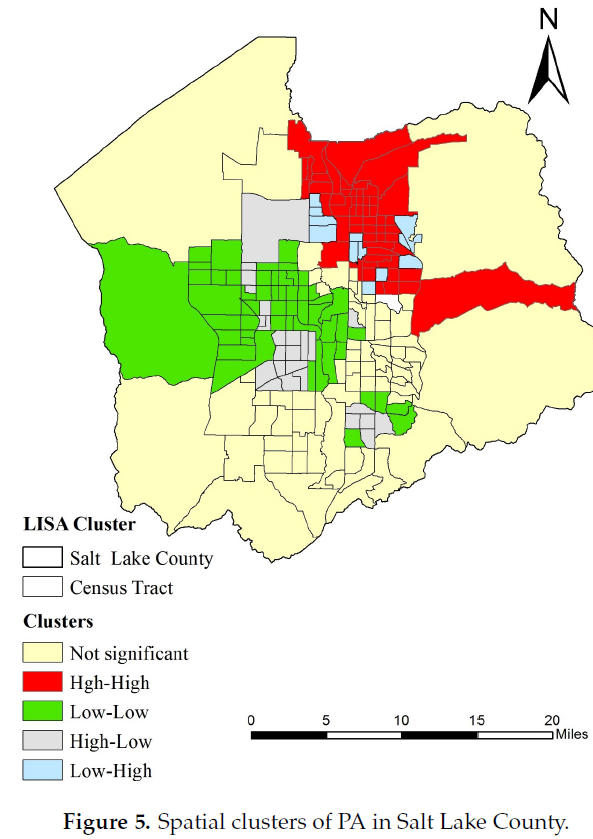 N
LISA Cluster
Salt Lake County
Census Tract
Clusters
Not significant
Hgh-High
Low-Low
High-Low
Low-High
0 5 10 15 20
Miles
Figure 5. Spatial clusters of PA in Salt Lake County.